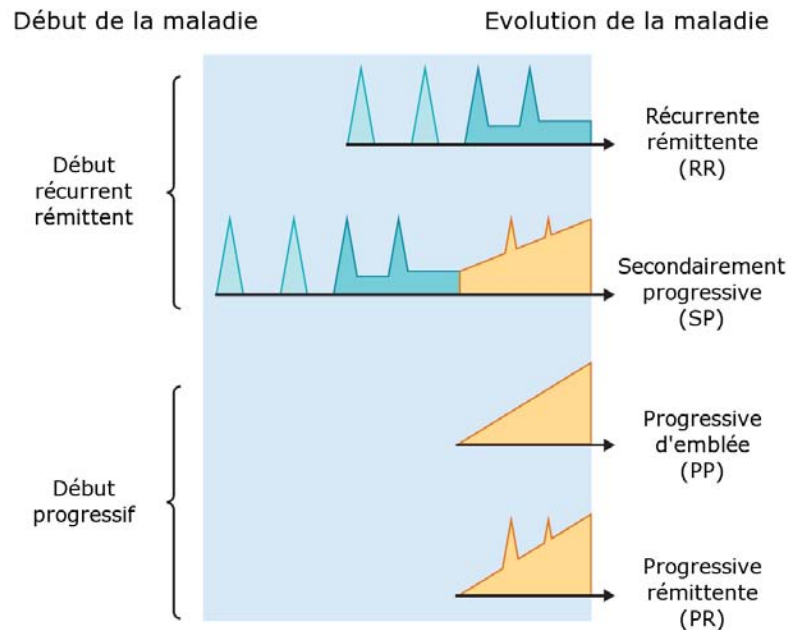 Début de la maladie
Evolution de la maladie
Début
récurrent
rémittent
Récurrente
rémittente
(RR)
Secondairement
progressive
(SP)
Début
progressif
Progressive
d'emblée
(PP)
Progressive
rémittente
(PR)